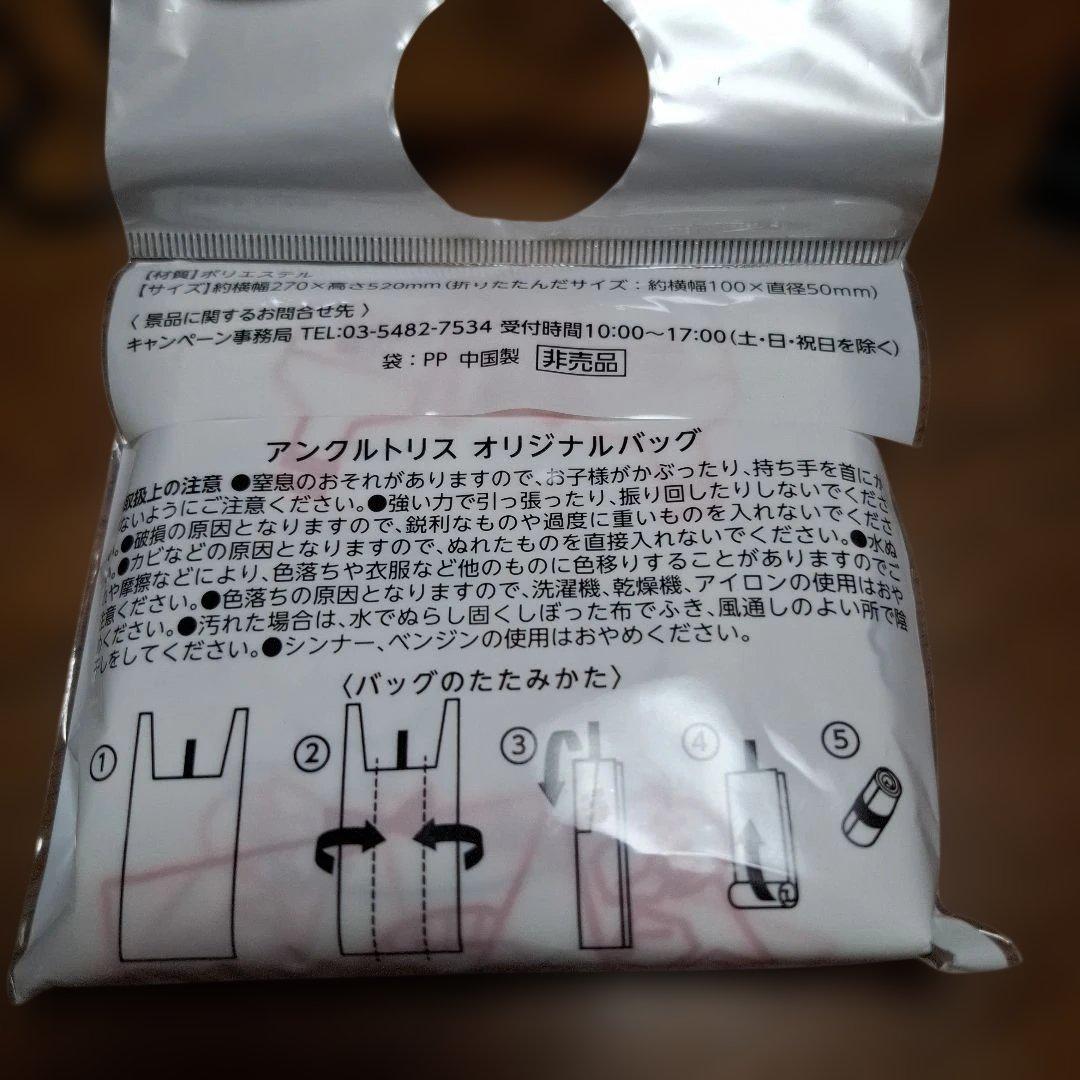 【材質】ポリエステル
【サイズ】約横幅270×高さ520mm(折りたたんだサイズ：約横幅100×直径50mm)
〈 景品に関するお問合せ先 〉
キャンペーン事務局 TEL:03-5482-7534 受付時間10:00～17:00(土・日・祝日を除く)
袋：PP 中国製 非売品
アンクルトリス オリジナルバッグ
取扱上の注意 ●窒息のおそれがありますので、お子様がかぶったり、持ち手を首にか
ないようにご注意ください。●強い力で引っ張ったり、振り回したりしないでくださ
い。●破損の原因となりますので、鋭利なものや過度に重いものを入れないでくださ
い。●カビなどの原因となりますので、ぬれたものを直接入れないでください。●水ぬ
や摩擦などにより、色落ちや衣服など他のものに色移りすることがありますのでご
注意ください。●色落ちの原因となりますので、洗濯機、乾燥機、アイロンの使用はおや
ください。●汚れた場合は、水でぬらし固くしぼった布でふき、風通しのよい所で陰
干しをしてください。●シンナー、ベンジンの使用はおやめください。
〈バッグのたたみかた〉
① ② ③ ④ ⑤